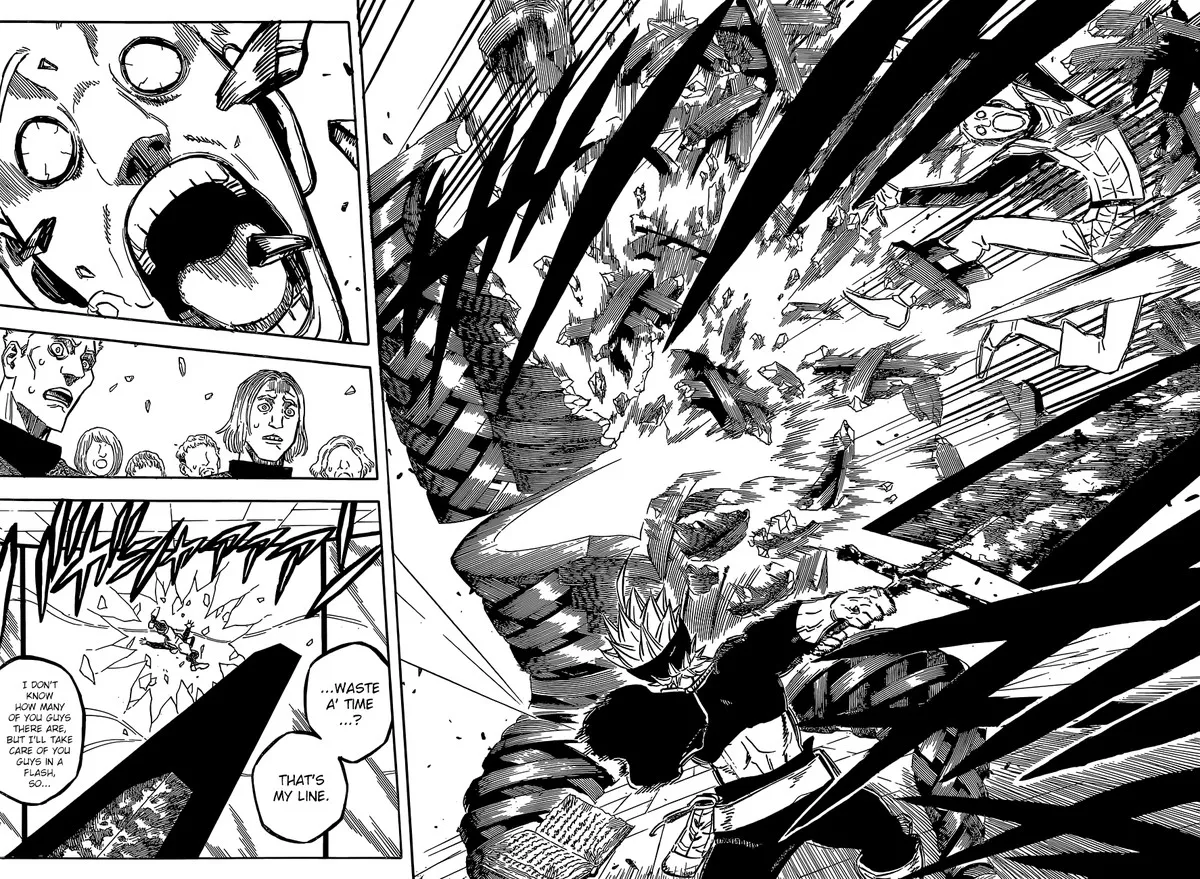 ...WASTE
A' TIME
...?
THAT'S
MY LINE.
I DON'T
KNOW
HOW MANY
OF YOU GUYS
THERE ARE,
BUT I'LL TAKE
CARE OF YOU
GUYS IN A
FLASH,
SO...